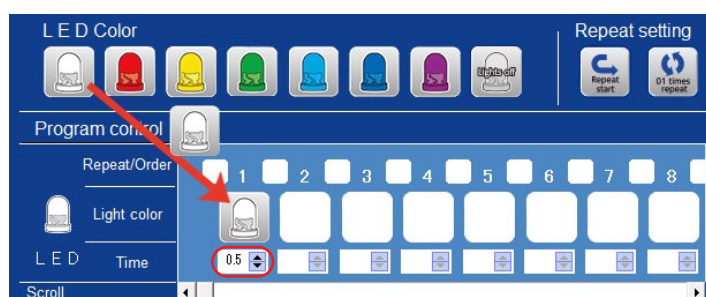 LED Color
Repeat setting
Lights off
Repeat
start
01 times
repeat
Program control
Repeat/Order
1 2 3 4 5 6 7 8
Light color
LED
Time
0.5
Scroll